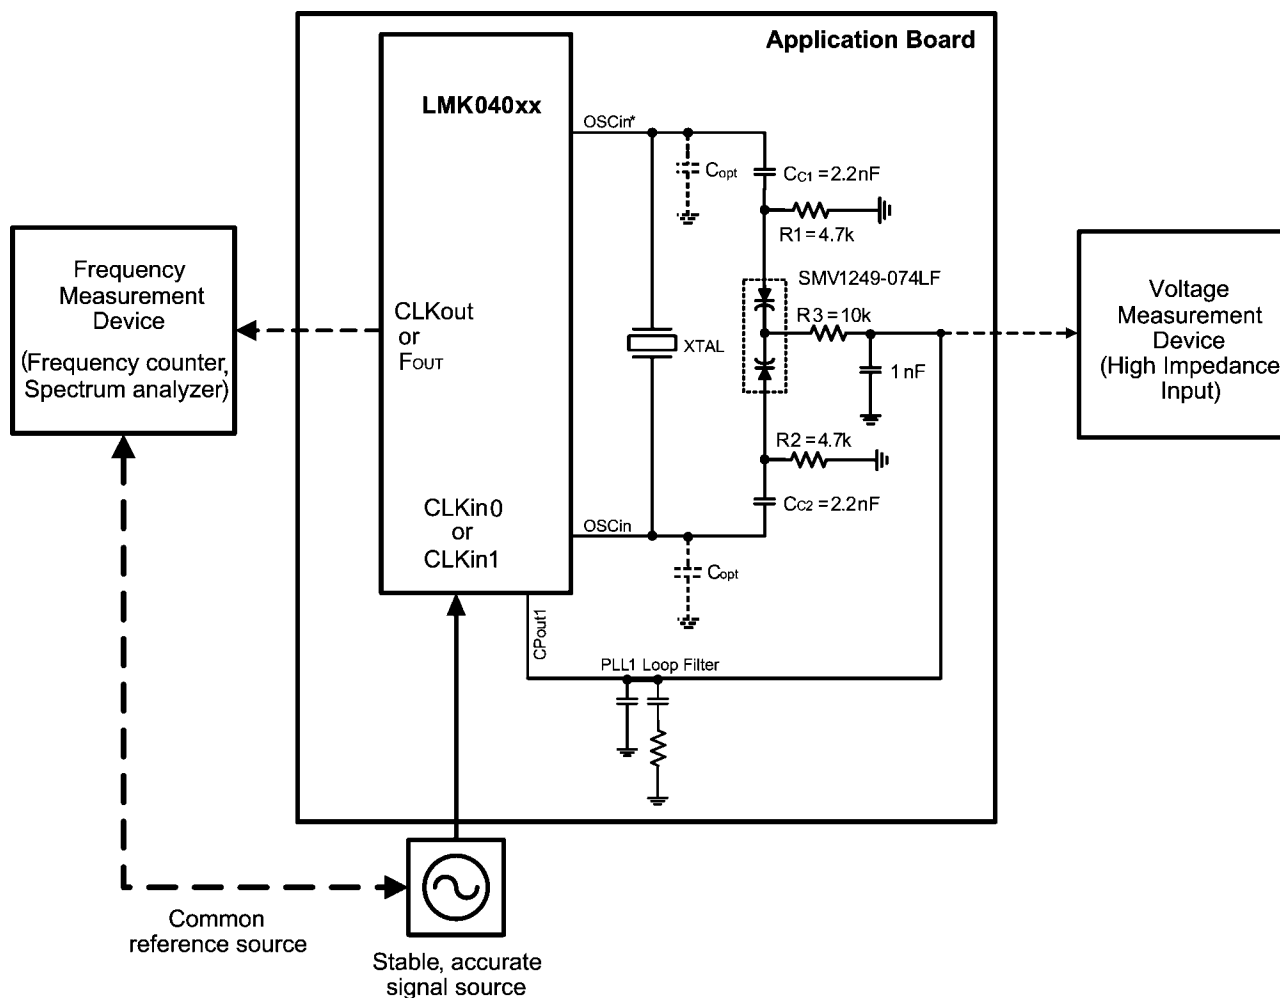 Application Board
LMK040xx
OSCin*
Copt
CC1=2.2nF
R1=4.7k
SMV1249-074LF
R3=10k
XTAL
1nF
R2=4.7k
CC2=2.2nF
OSCin
Copt
CLKout
or
FOUT
CLKin0
or
CLKin1
CPout1
PLL1 Loop Filter
Frequency
Measurement
Device
(Frequency counter,
Spectrum analyzer)
Voltage
Measurement
Device
(High Impedance
Input)
Common
reference source
Stable, accurate
signal source